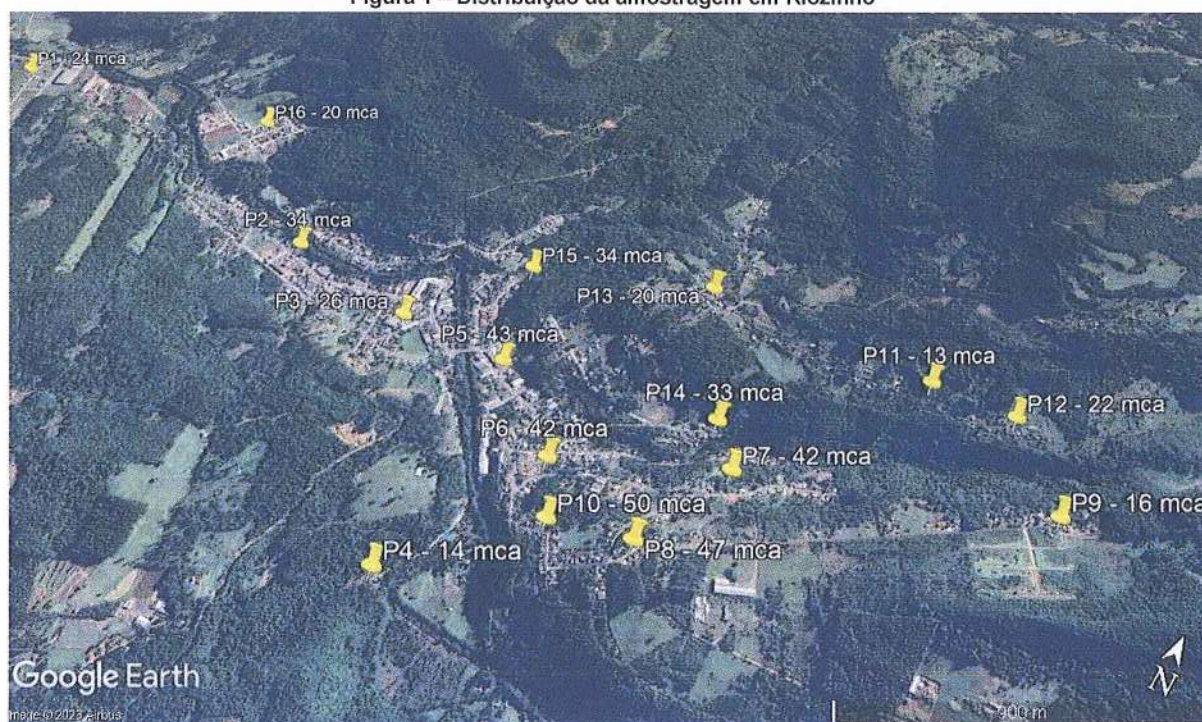 Figura 1 – Distribuição da amostragem em Riozinho
P1 - 24 mca
P16 - 20 mca
P2 - 34 mca
P15 - 34 mca
P13 - 20 mca
P3 - 26 mca
P5 - 43 mca
P11 - 13 mca
P14 - 33 mca
P12 - 22 mca
P6 - 42 mca
P7 - 42 mca
P10 - 50 mca
P9 - 16 mca
P8 - 47 mca
P4 - 14 mca
Google Earth
N
Image © 2023 Airbus
900 m